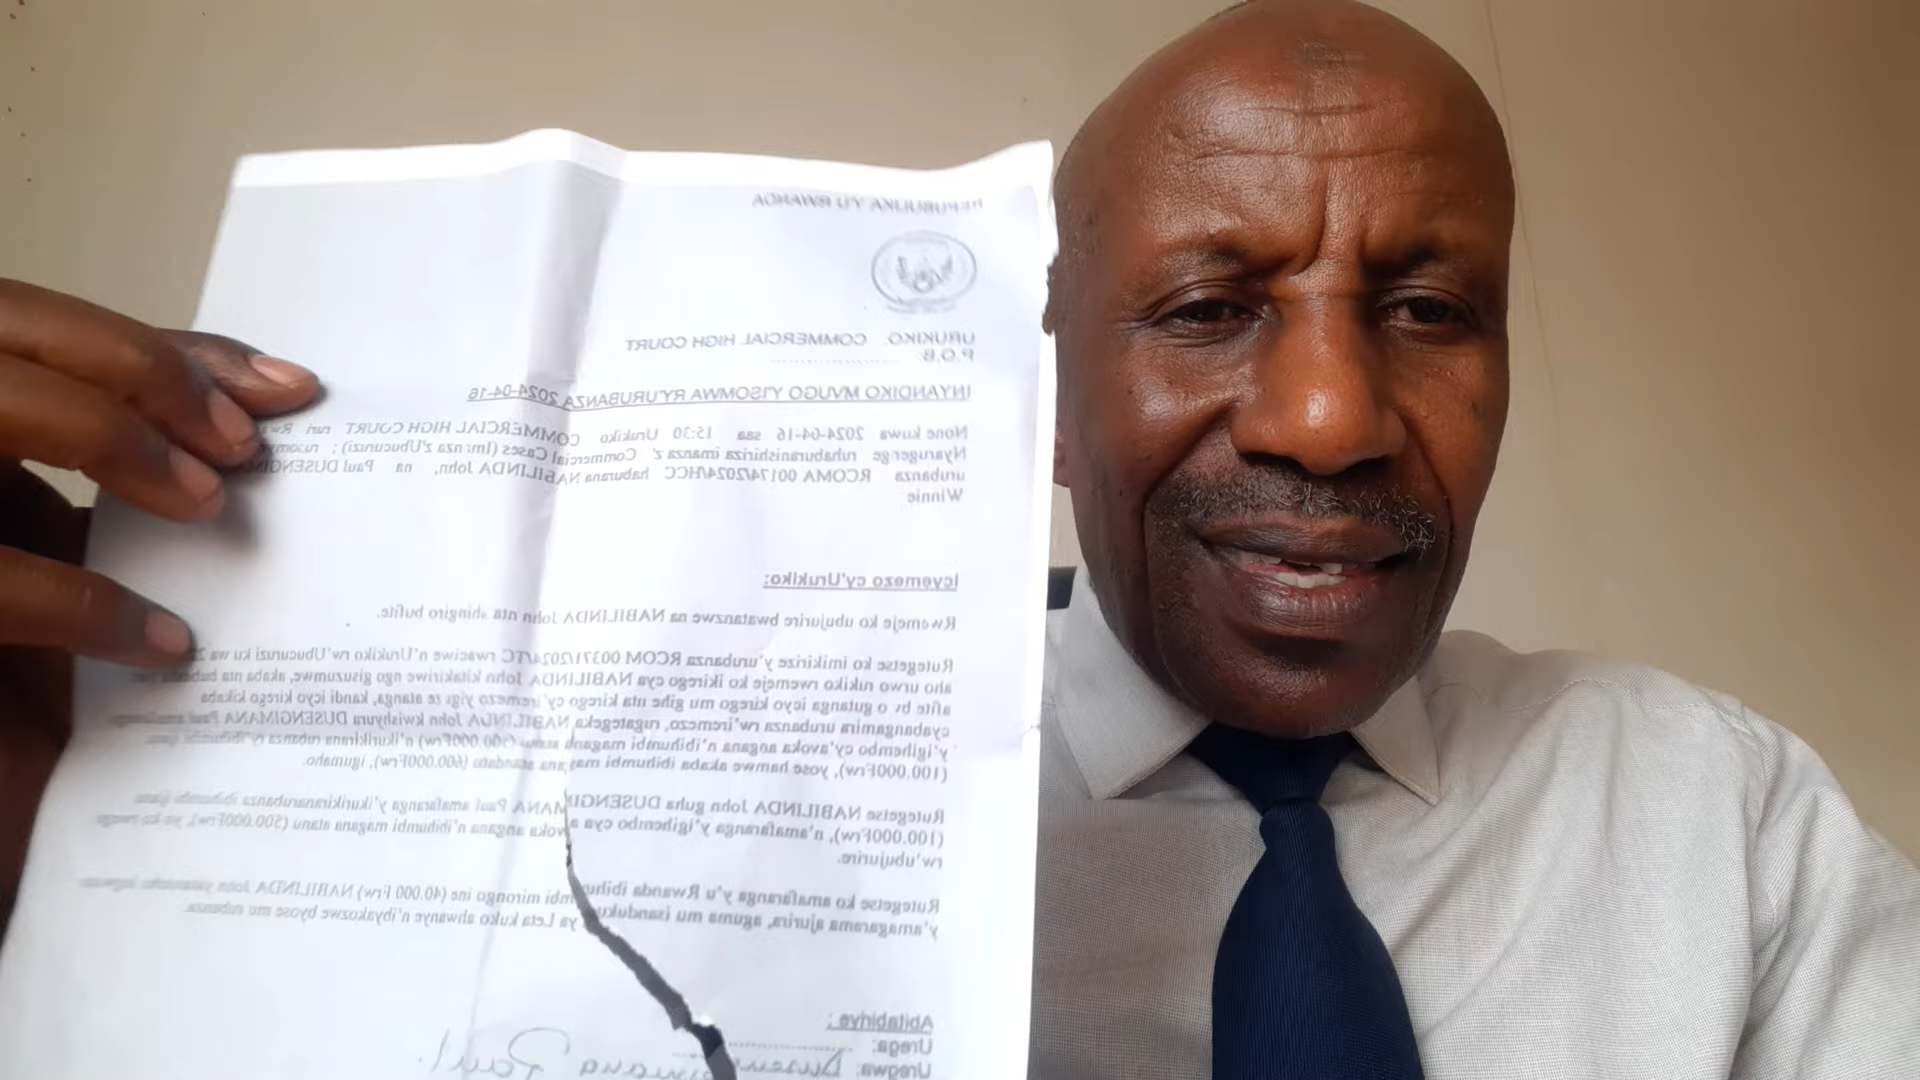 REPUBULIKA Y'U RWANDA
URUKIKO: COMMERCIAL HIGH COURT
P.O.B: ....................
INYANDIKO MVUGO Y'ISOMWA RY'URUBANZA 2024-04-16
None kuwa 2024-04-16 saa 15:30 Urukiko COMMERCIAL HIGH COURT ruri
Nyarugenge ruhaburanishiriza imanza z' Commercial Cases (Imanza z'Ubucuruzi) ;
urubanza RCOMA 00174/2024/HCC haburana NABILINDA John, na Paul
Winnie
Icyemezo cy'Urukiko:
Rwemeje ko ubujurire bwatanzwe na NABILINDA John nta shingiro bufite.
Rutegetse ko imikirize y'urubanza RCOM 00371/2024/TC rwaciwe n'Urukiko rw'Ubucuruzi ku wa
aho urwo rukiko rwemeje ko ikirego cya NABILINDA John kitakiriwe ngo gisuzumwe, akaba nta
afite bwo gutanga icyo kirego mu gihe nta kirego cy'iremezo yigeze atanga, kandi icyo kirego kikaba
cyabangamira urubanza rw'iremezo, rugategeka NABILINDA John kwishyura DUSENGIMANA Paul
y'igihembo cy'avoka angana n'ibihumbi magana atanu (500.000Frw) n'ikurikirana rubanza
(100.000Frw), yose hamwe akaba ibihumbi magana atandatu (600.000Frw), igumaho.
Rutegetse NABILINDA John guha DUSENGIMANA Paul amafaranga y'ikurikiranarubanza ibihumbi
(100.000Frw), n'amafaranga y'igihembo cya avoka angana n'ibihumbi magana atanu (500.000Frw), yo ku rwego
rw'ubujurire.
Rutegetse ko amafaranga y'u Rwanda ibihumbi mirongo ine (40.000 Frw) NABILINDA John yatanzeho
y'amagarama ajurira, aguma mu isanduku ya Leta kuko ahwanye n'ibyakozwe byose mu rubanza.
Abitabiriye :
Urega: ....................
Uregwa: Dusengimana Paul